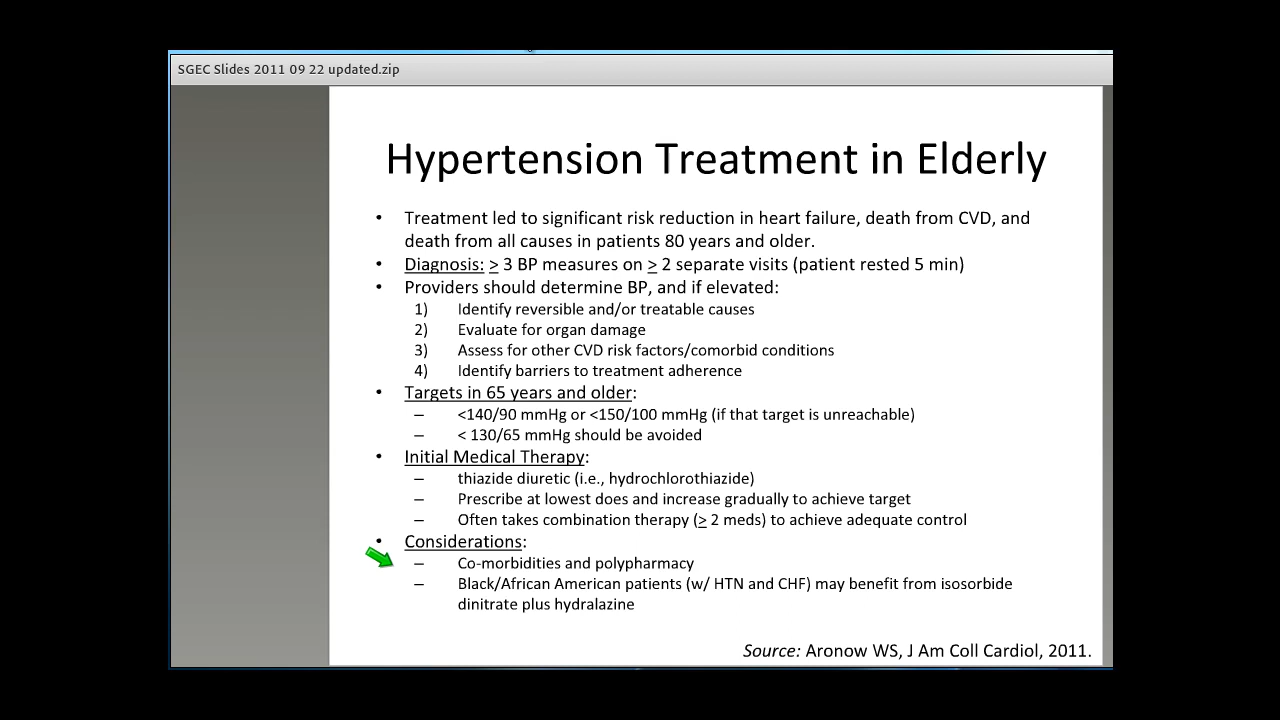 SGEC Slides 2011 09 22 updated.zip
Hypertension Treatment in Elderly
• Treatment led to significant risk reduction in heart failure, death from CVD, and
death from all causes in patients 80 years and older.
• Diagnosis: ≥ 3 BP measures on ≥ 2 separate visits (patient rested 5 min)
• Providers should determine BP, and if elevated:
1) Identify reversible and/or treatable causes
2) Evaluate for organ damage
3) Assess for other CVD risk factors/comorbid conditions
4) Identify barriers to treatment adherence
• Targets in 65 years and older:
– <140/90 mmHg or <150/100 mmHg (if that target is unreachable)
– < 130/65 mmHg should be avoided
• Initial Medical Therapy:
– thiazide diuretic (i.e., hydrochlorothiazide)
– Prescribe at lowest does and increase gradually to achieve target
– Often takes combination therapy (≥ 2 meds) to achieve adequate control
• Considerations:
– Co-morbidities and polypharmacy
– Black/African American patients (w/ HTN and CHF) may benefit from isosorbide
dinitrate plus hydralazine
Source: Aronow WS, J Am Coll Cardiol, 2011.